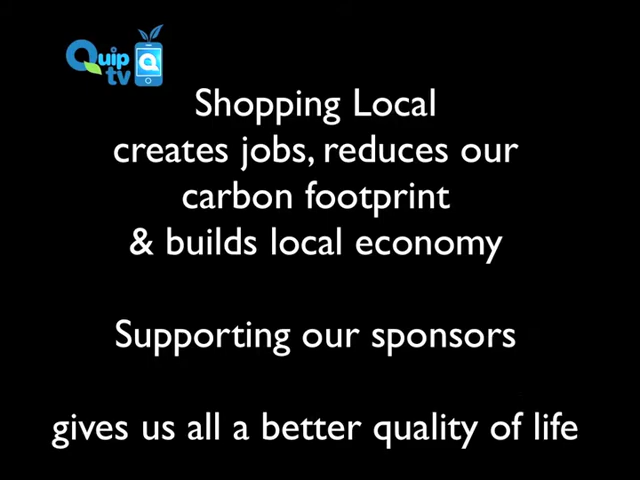 Quip
tv
Shopping Local
creates jobs, reduces our
carbon footprint
& builds local economy
Supporting our sponsors
gives us all a better quality of life